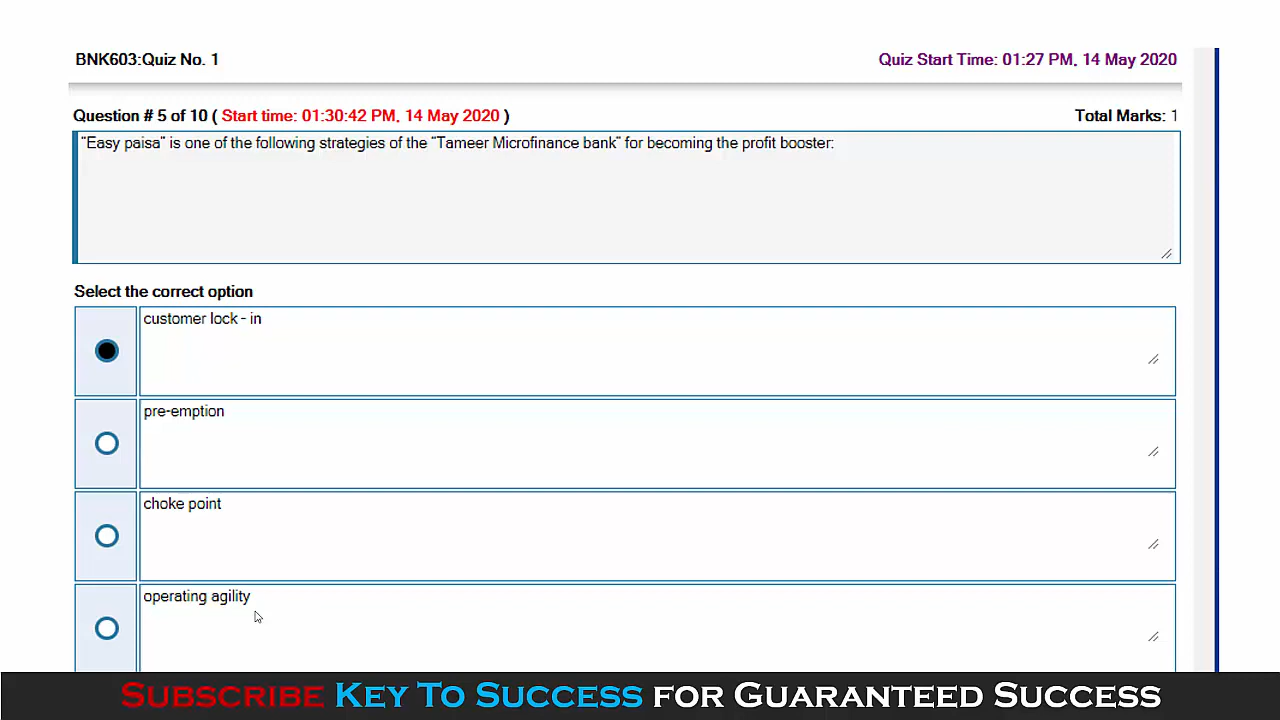 BNK603:Quiz No. 1
Quiz Start Time: 01:27 PM, 14 May 2020
Question # 5 of 10 ( Start time: 01:30:42 PM, 14 May 2020 )
Total Marks: 1
“Easy paisa” is one of the following strategies of the “Tameer Microfinance bank” for becoming the profit booster:
Select the correct option
customer lock - in
pre-emption
choke point
operating agility
Subscribe Key To Success for Guaranteed Success